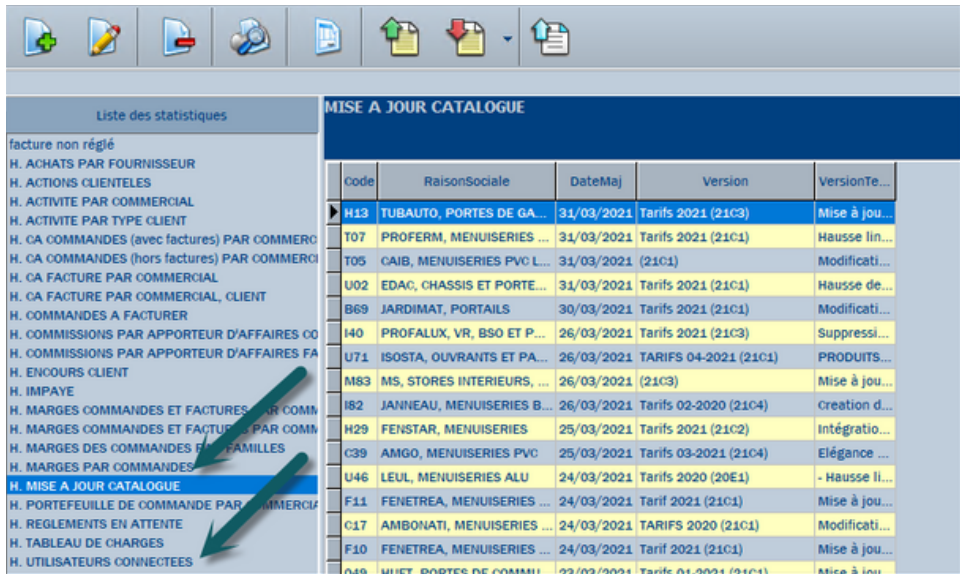 Liste des statistiques
facture non réglé
H. ACHATS PAR FOURNISSEUR
H. ACTIONS CLIENTELES
H. ACTIVITE PAR COMMERCIAL
H. ACTIVITE PAR TYPE CLIENT
H. CA COMMANDES (avec factures) PAR COMMERC
H. CA COMMANDES (hors factures) PAR COMMERCI
H. CA FACTURE PAR COMMERCIAL
H. CA FACTURE PAR COMMERCIAL, CLIENT
H. COMMANDES A FACTURER
H. COMMISSIONS PAR APPORTEUR D'AFFAIRES CO
H. COMMISSIONS PAR APPORTEUR D'AFFAIRES FA
H. ENCOURS CLIENT
H. IMPAYE
H. MARGES COMMANDES ET FACTURES PAR COMM
H. MARGES COMMANDES ET FACTURES PAR COMM
H. MARGES DES COMMANDES PAR FAMILLES
H. MARGES PAR COMMANDES
H. MISE A JOUR CATALOGUE
H. PORTEFEUILLE DE COMMANDE PAR COMMERCIA
H. REGLEMENTS EN ATTENTE
H. TABLEAU DE CHARGES
H. UTILISATEURS CONNECTEES
MISE A JOUR CATALOGUE
Code RaisonSociale DateMaj Version VersionTe...
H13 TUBAUTO, PORTES DE GA... 31/03/2021 Tarifs 2021 (21C3) Mise à jou...
T07 PROFERM, MENUISERIES ... 31/03/2021 Tarifs 2021 (21C1) Hausse lin...
T05 CAIB, MENUISERIES PVC L... 31/03/2021 (21C1) Modificati...
U02 EDAC, CHASSIS ET PORTE... 31/03/2021 Tarifs 2021 (21C1) Hausse de...
B69 JARDIMAT, PORTAILS 30/03/2021 Tarifs 2021 (21C1) Modificati...
I40 PROFALUX, VR, BSO ET P... 26/03/2021 Tarifs 2021 (21C3) Suppressi...
U71 ISOSTA, OUVRANTS ET PA... 26/03/2021 TARIFS 04-2021 (21C1) PRODUITS...
M83 MS, STORES INTERIEURS, ... 26/03/2021 (21C3) Mise à jou...
I82 JANNEAU, MENUISERIES B... 26/03/2021 Tarifs 02-2020 (21C4) Creation d...
H29 FENSTAR, MENUISERIES 25/03/2021 Tarifs 2021 (21C2) Intégratio...
C39 AMGO, MENUISERIES PVC 25/03/2021 Tarifs 03-2021 (21C4) Elégance ...
U46 LEUL, MENUISERIES ALU 24/03/2021 Tarifs 2020 (20E1) - Hausse li...
F11 FENETREA, MENUISERIES ... 24/03/2021 Tarif 2021 (21C1) Mise à jou...
C17 AMBONATI, MENUISERIES ... 24/03/2021 TARIFS 2020 (21C1) Modificati...
F10 FENETREA, MENUISERIES ... 24/03/2021 Tarif 2021 (21C1) Mise à jou...
O49 HUET, PORTES DE COMMU... 23/03/2021 Tarifs 01-2021 (21C1) Mise à jou...